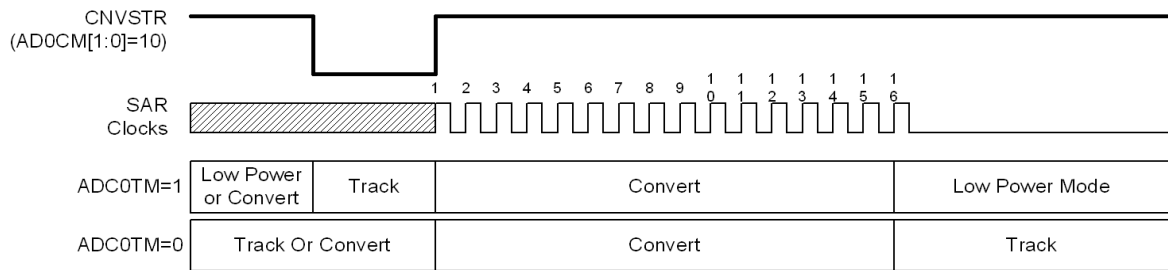 CNVSTR
(AD0CM[1:0]=10)
SAR
Clocks
1 2 3 4 5 6 7 8 9 10 11 12 13 14 15 16
ADC0TM=1
Low Power
or Convert
Track
Convert
Low Power Mode
ADC0TM=0
Track Or Convert
Convert
Track